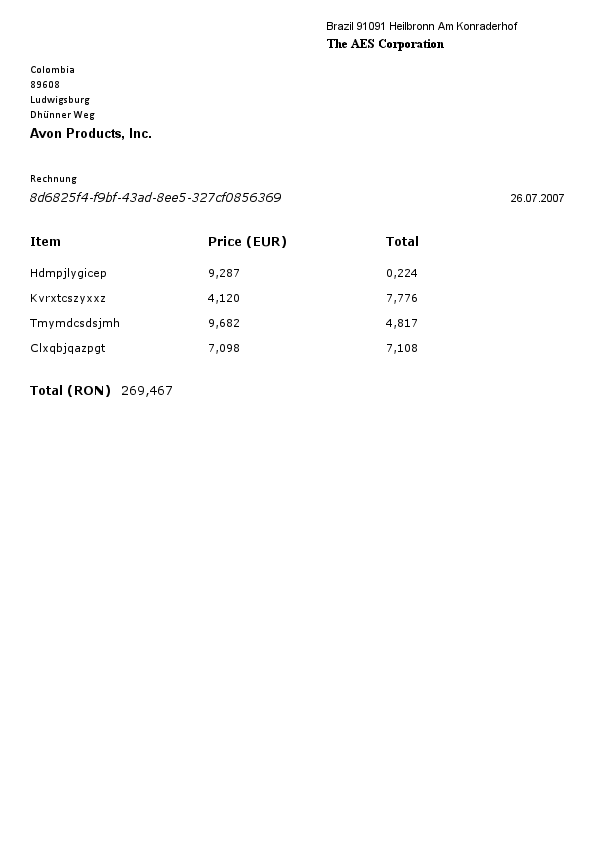 Brazil 91091 Heilbronn Am Konraderhof
The AES Corporation
Colombia
89608
Ludwigsburg
Dhünner Weg
Avon Products, Inc.
Rechnung
8d6825f4-f9bf-43ad-8ee5-327cf0856369 26.07.2007
Item Price (EUR) Total
Hdmpjlygicep 9,287 0,224
Kvrxtcszyxxz 4,120 7,776
Tmymdcsdsjmh 9,682 4,817
Clxqbjqazpgt 7,098 7,108
Total (RON) 269,467